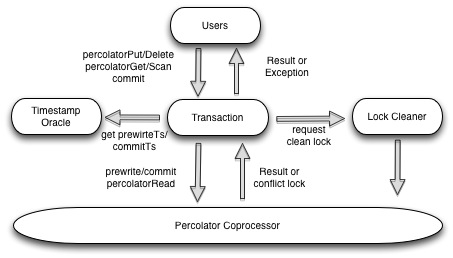 Users
percolatorPut/Delete
percolatorGet/Scan
commit
Result or
Exception
Timestamp
Oracle
Transaction
Lock Cleaner
get prewirteTs/
commitTs
request
clean lock
prewrite/commit
percolatorRead
Result or
conflict lock
Percolator Coprocessor